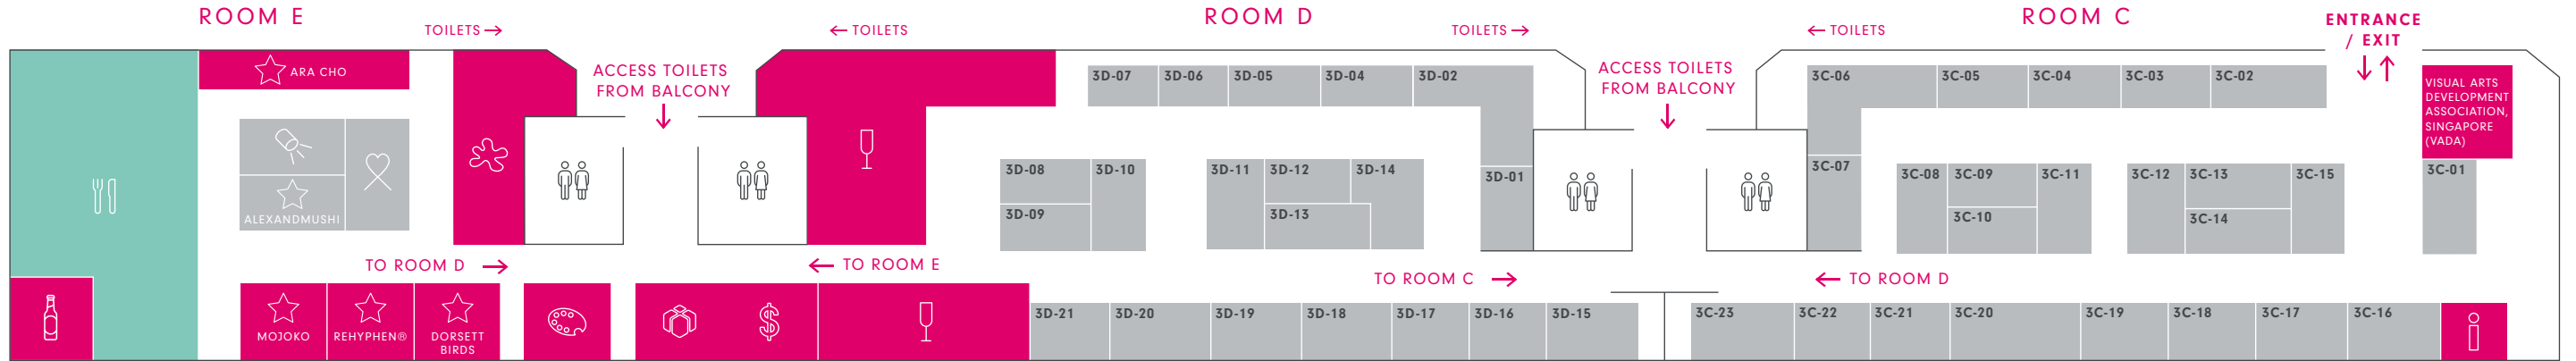 ROOM E
ROOM D
ROOM C
TOILETS
TOILETS
TOILETS
TOILETS
ENTRANCE
/ EXIT
ARA CHO
ACCESS TOILETS
FROM BALCONY
3D-07
3D-06
3D-05
3D-04
3D-02
ACCESS TOILETS
FROM BALCONY
3C-06
3C-05
3C-04
3C-03
3C-02
VISUAL ARTS
DEVELOPMENT
ASSOCIATION,
SINGAPORE
(VADA)
ALEXANDMUSHI
3D-08
3D-10
3D-09
3D-11
3D-12
3D-14
3D-13
3D-01
3C-07
3C-08
3C-09
3C-11
3C-10
3C-12
3C-13
3C-15
3C-14
3C-01
TO ROOM D
TO ROOM E
TO ROOM C
TO ROOM D
MOJOKO
REHYPHEN®
DORSETT
BIRDS
$
3D-21
3D-20
3D-19
3D-18
3D-17
3D-16
3D-15
3C-23
3C-22
3C-21
3C-20
3C-19
3C-18
3C-17
3C-16